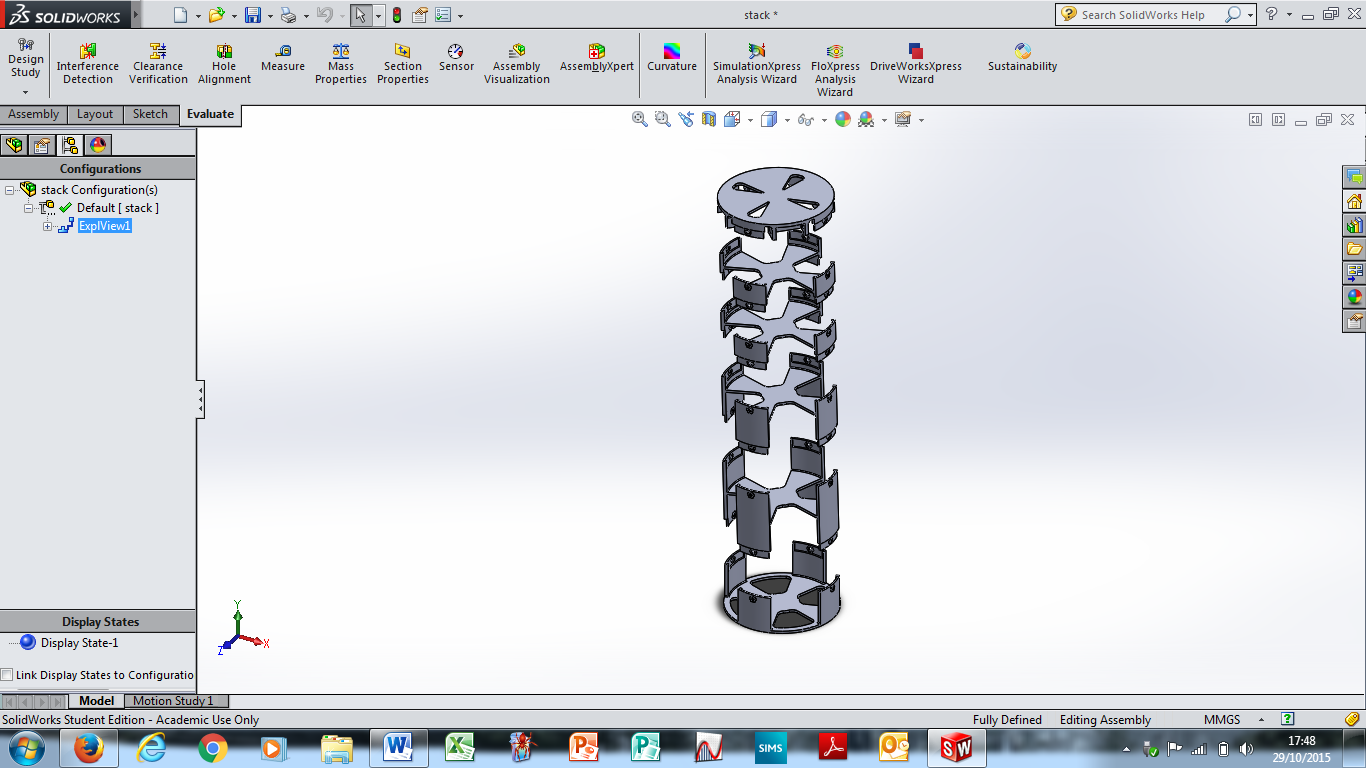 SOLIDWORKS
stack *
Search SolidWorks Help
Design Study
Interference Detection
Clearance Verification
Hole Alignment
Measure
Mass Properties
Section Properties
Sensor
Assembly Visualization
AssemblyXpert
Curvature
SimulationXpress Analysis Wizard
FloXpress Analysis Wizard
DriveWorksXpress Wizard
Sustainability
Assembly Layout Sketch Evaluate
Configurations
stack Configuration(s)
Default [ stack ]
ExplView1
Y
X
Z
Display States
Display State-1
Link Display States to Configuratio
Model Motion Study 1
SolidWorks Student Edition - Academic Use Only
Fully Defined Editing Assembly MMGS
SIMS
SW
17:48
29/10/2015